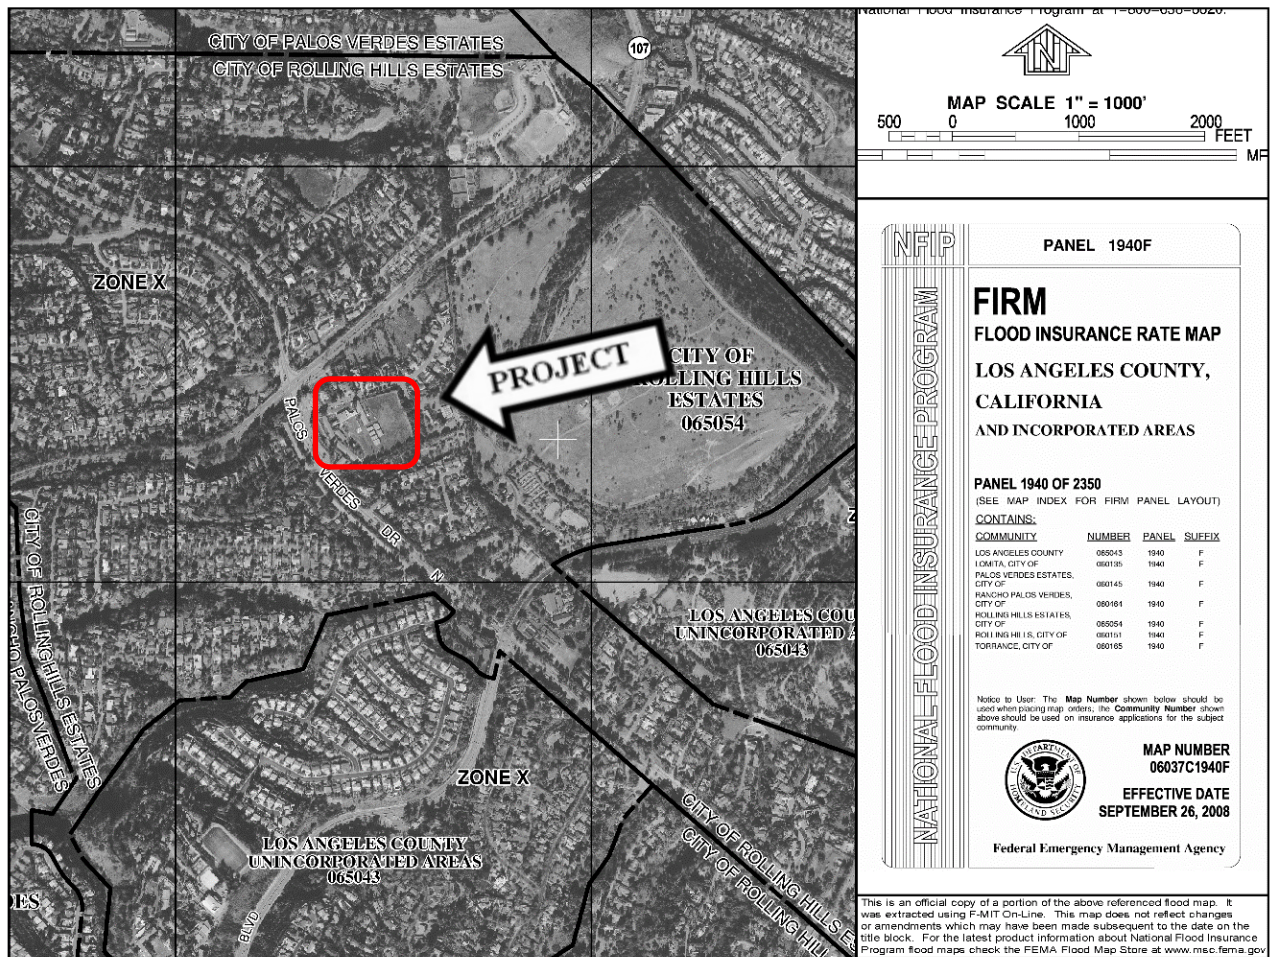 National Flood Insurance Program at 1-800-638-6620.
MAP SCALE 1" = 1000'
500 0 1000 2000
FEET
CITY OF PALOS VERDES ESTATES
CITY OF ROLLING HILLS ESTATES
107
ZONE X
PROJECT
CITY OF
ROLLING HILLS
ESTATES
065054
PALOS
VERDES
DR
N
CITY OF ROLLING HILLS ESTATES
RANCHO PALOS VERDES
LOS ANGELES COU
UNINCORPORATED A
065043
ZONE X
LOS ANGELES COUNTY
UNINCORPORATED AREAS
065043
BLVD
CITY OF ROLLING HILLS ES
CITY OF ROLLING HILL
ES
NFIP
NATIONAL FLOOD INSURANCE PROGRAM
PANEL 1940F
FIRM
FLOOD INSURANCE RATE MAP
LOS ANGELES COUNTY,
CALIFORNIA
AND INCORPORATED AREAS
PANEL 1940 OF 2350
(SEE MAP INDEX FOR FIRM PANEL LAYOUT)
CONTAINS:
COMMUNITY NUMBER PANEL SUFFIX
LOS ANGELES COUNTY 065043 1940 F
LOMITA, CITY OF 060135 1940 F
PALOS VERDES ESTATES,
CITY OF 060145 1940 F
RANCHO PALOS VERDES,
CITY OF 060464 1940 F
ROLLING HILLS ESTATES,
CITY OF 065054 1940 F
ROLLING HILLS, CITY OF 060151 1940 F
TORRANCE, CITY OF 060165 1940 F
Notice to User: The Map Number shown below should be
used when placing map orders, the Community Number shown
above should be used on insurance applications for the subject
community.
U.S. DEPARTMENT OF HOMELAND SECURITY
MAP NUMBER
06037C1940F
EFFECTIVE DATE
SEPTEMBER 26, 2008
Federal Emergency Management Agency
This is an official copy of a portion of the above referenced flood map. It
was extracted using F-MIT On-Line. This map does not reflect changes
or amendments which may have been made subsequent to the date on the
title block. For the latest product information about National Flood Insurance
Program flood maps check the FEMA Flood Map Store at www.msc.fema.gov